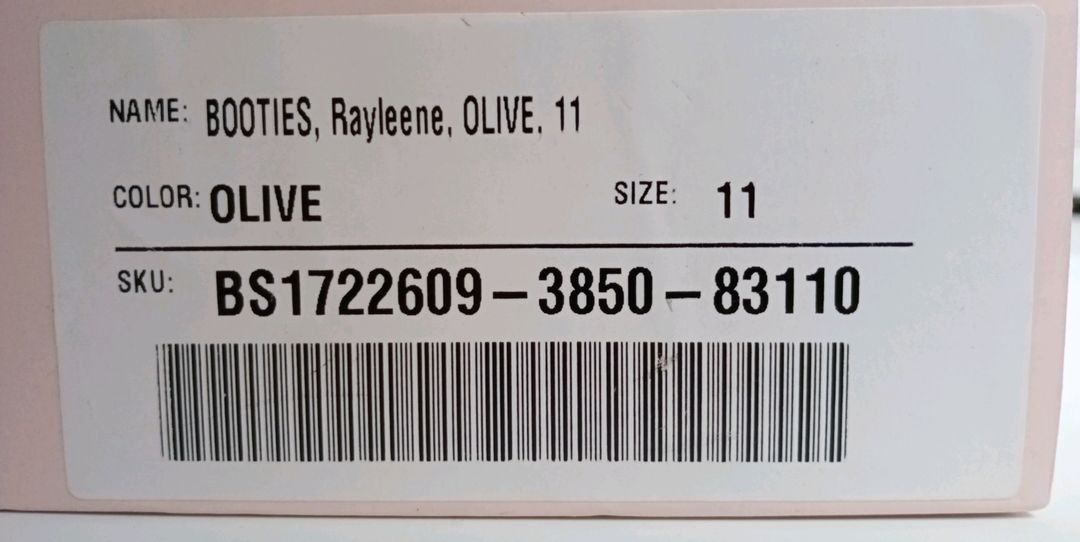 NAME: BOOTIES, Rayleene, OLIVE. 11
COLOR: OLIVE SIZE: 11
SKU: BS1722609-3850-83110